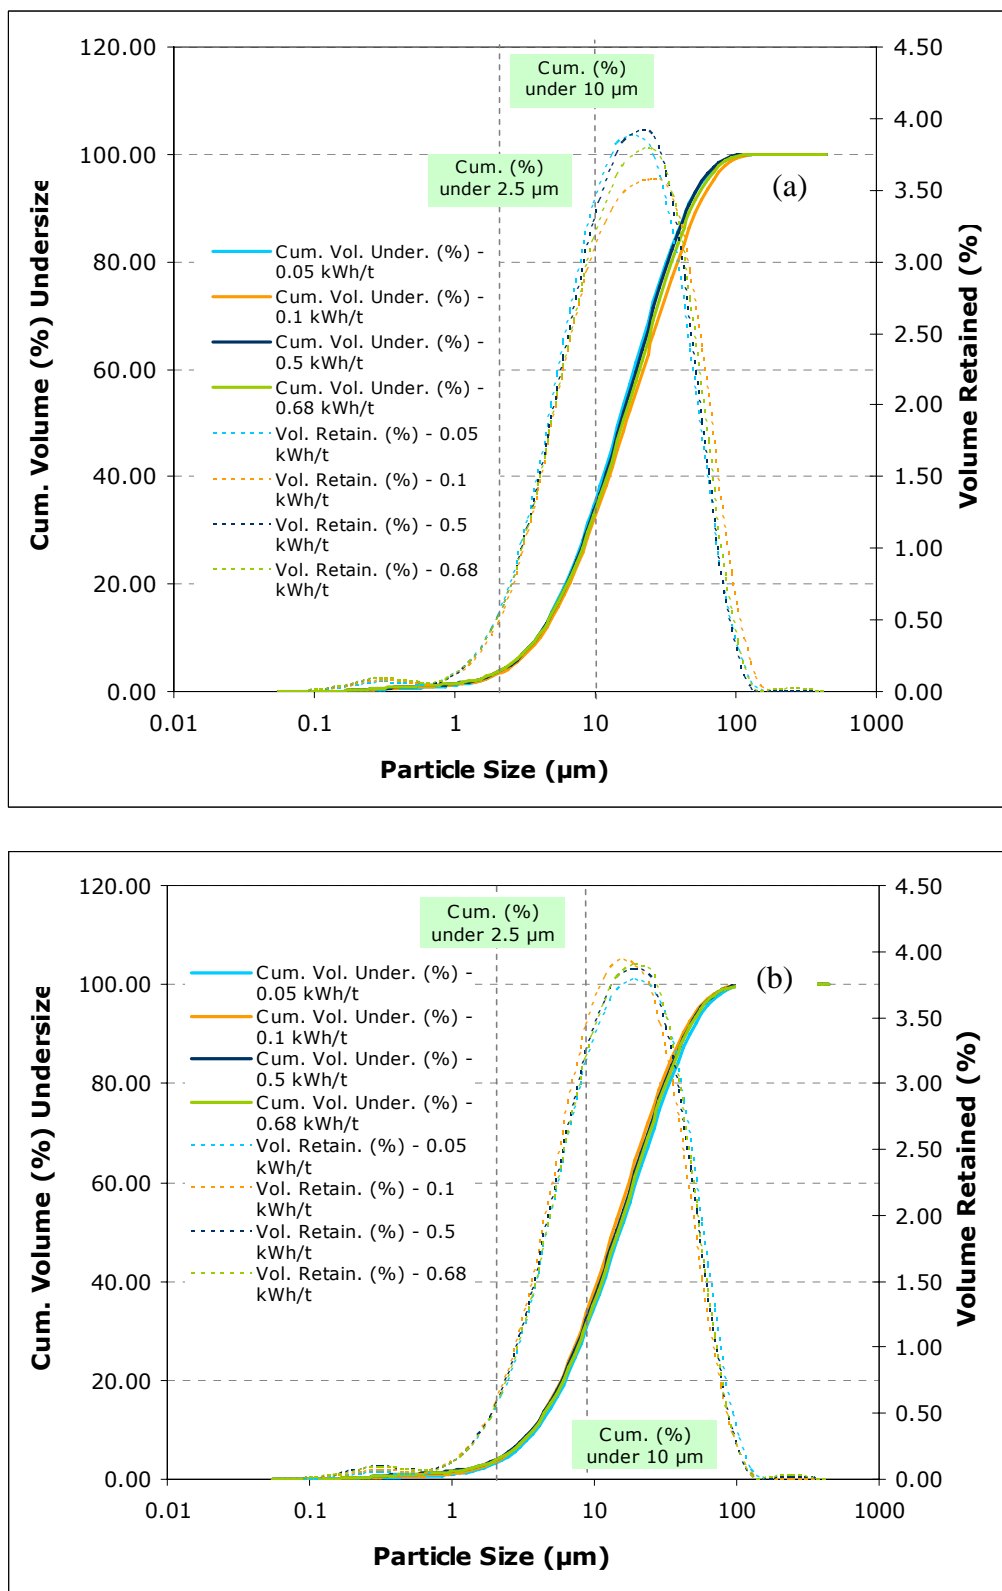 120.00
100.00
80.00
60.00
40.00
20.00
0.00
Cum. Volume (%) Undersize
4.50
4.00
3.50
3.00
2.50
2.00
1.50
1.00
0.50
0.00
Volume Retained (%)
Cum. (%)
under 10 µm
Cum. (%)
under 2.5 µm
(a)
Cum. Vol. Under. (%) -
0.05 kWh/t
Cum. Vol. Under. (%) -
0.1 kWh/t
Cum. Vol. Under. (%) -
0.5 kWh/t
Cum. Vol. Under. (%) -
0.68 kWh/t
Vol. Retain. (%) - 0.05
kWh/t
Vol. Retain. (%) - 0.1
kWh/t
Vol. Retain. (%) - 0.5
kWh/t
Vol. Retain. (%) - 0.68
kWh/t
0.01 0.1 1 10 100 1000
Particle Size (µm)
120.00
100.00
80.00
60.00
40.00
20.00
0.00
Cum. Volume (%) Undersize
4.50
4.00
3.50
3.00
2.50
2.00
1.50
1.00
0.50
0.00
Volume Retained (%)
Cum. (%)
under 2.5 µm
(b)
Cum. Vol. Under. (%) -
0.05 kWh/t
Cum. Vol. Under. (%) -
0.1 kWh/t
Cum. Vol. Under. (%) -
0.5 kWh/t
Cum. Vol. Under. (%) -
0.68 kWh/t
Vol. Retain. (%) - 0.05
kWh/t
Vol. Retain. (%) - 0.1
kWh/t
Vol. Retain. (%) - 0.5
kWh/t
Vol. Retain. (%) - 0.68
kWh/t
Cum. (%)
under 10 µm
0.01 0.1 1 10 100 1000
Particle Size (µm)